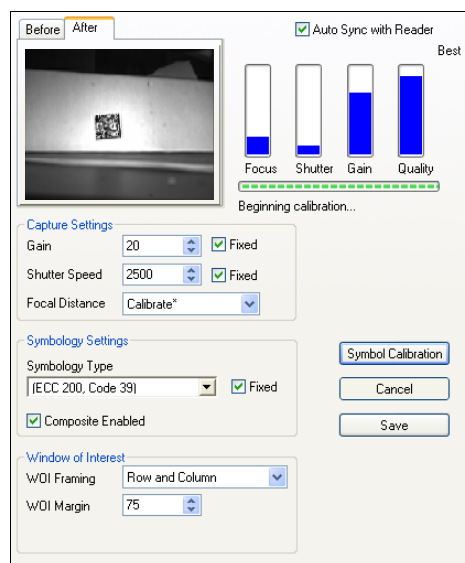 Before After
Auto Sync with Reader
Best
Focus Shutter Gain Quality
Beginning calibration...
Capture Settings
Gain 20 Fixed
Shutter Speed 2500 Fixed
Focal Distance Calibrate*
Symbology Settings
Symbology Type
(ECC 200, Code 39) Fixed
Composite Enabled
Symbol Calibration
Cancel
Save
Window of Interest
WOI Framing Row and Column
WOI Margin 75